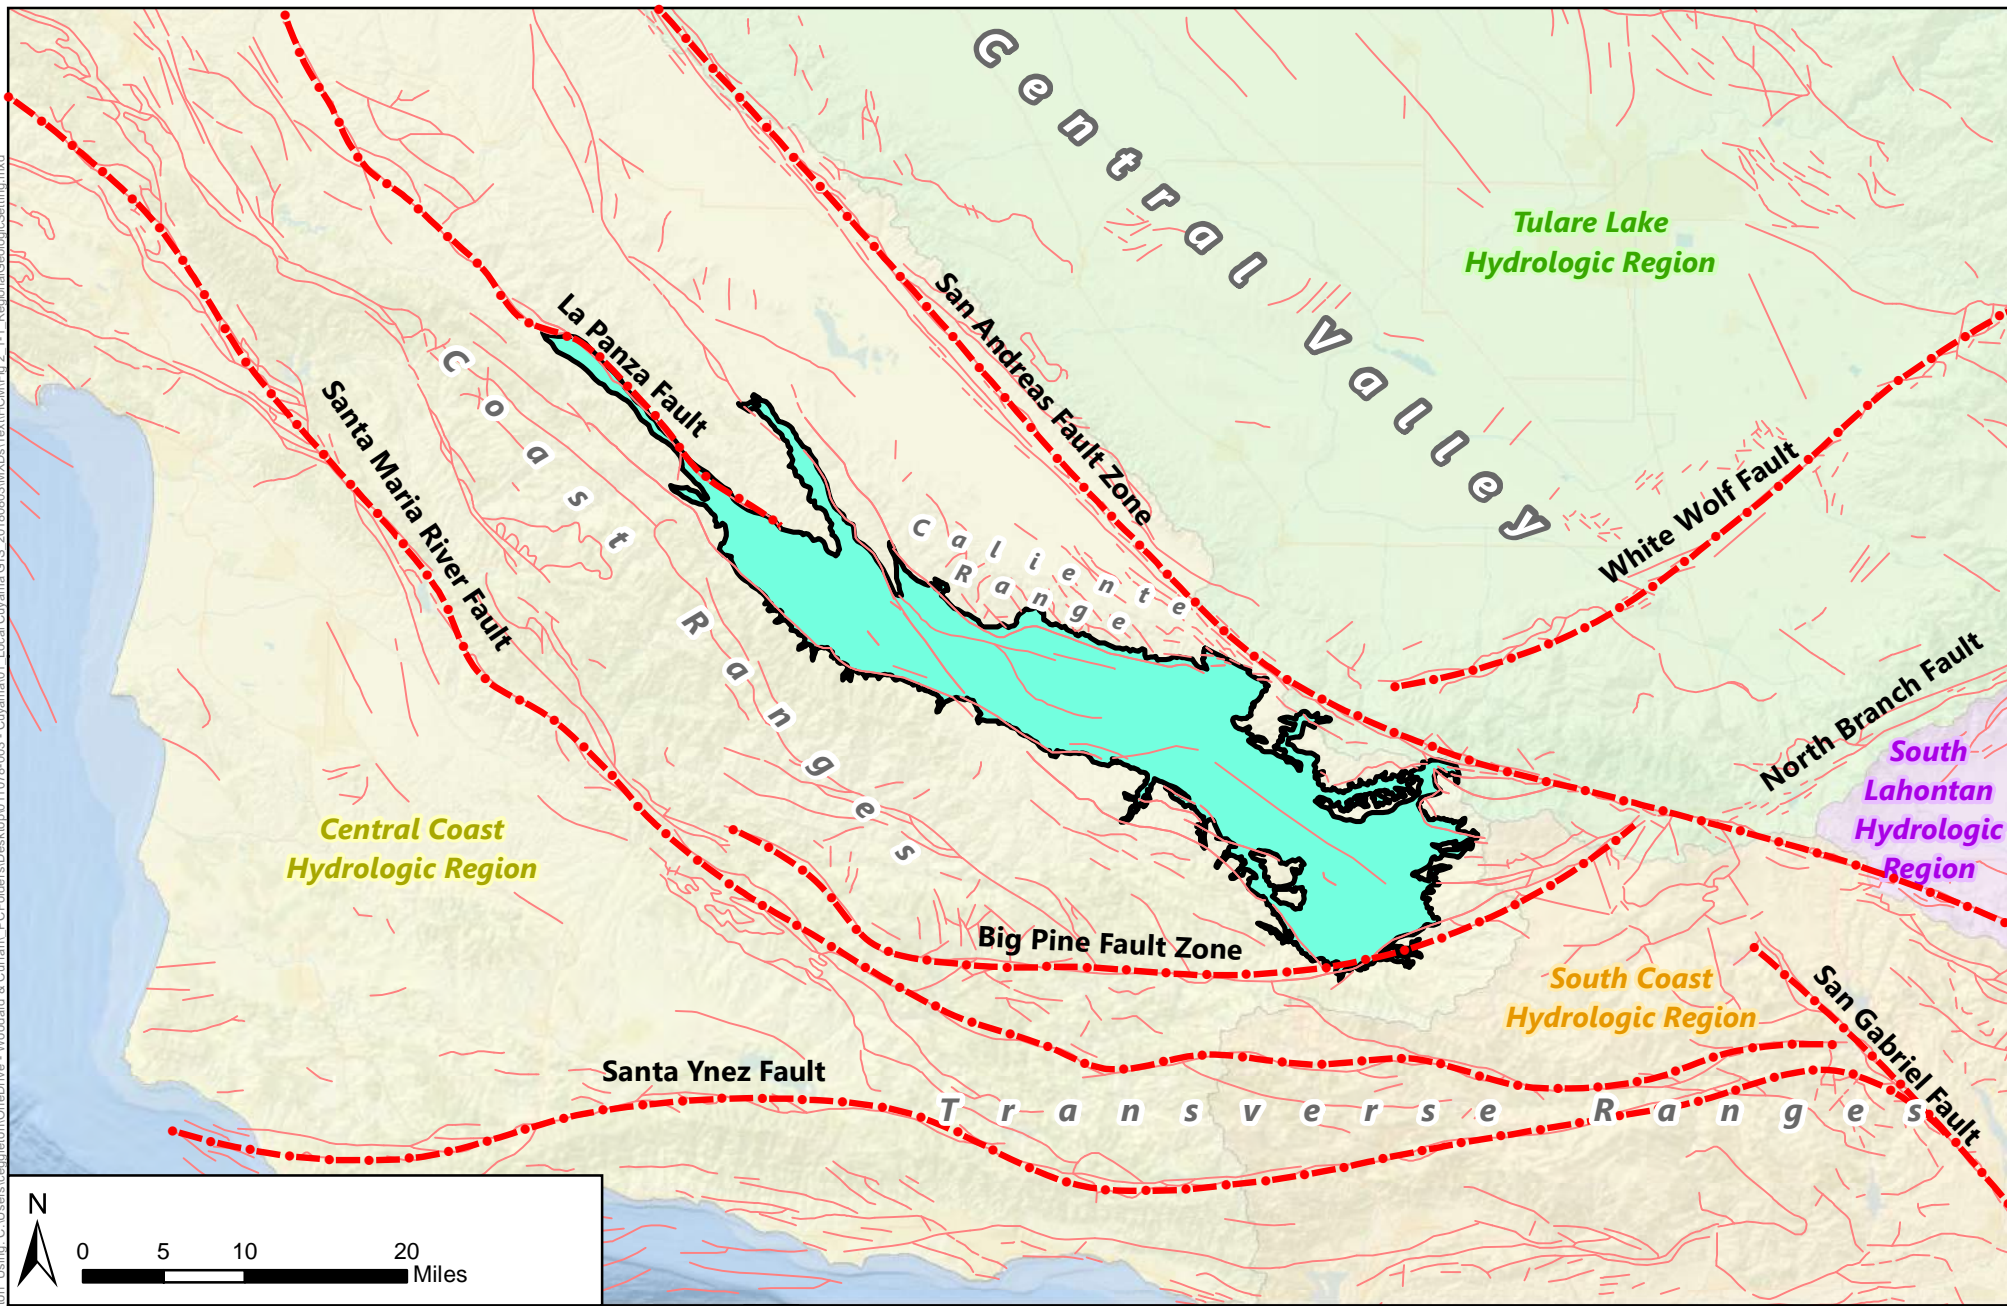 Central Valley
Tulare Lake
Hydrologic Region
San Andreas Fault Zone
La Panza Fault
Santa Maria River Fault
Coast Ranges
Caliente
Range
White Wolf Fault
North Branch Fault
South
Lahontan
Hydrologic
Region
Central Coast
Hydrologic Region
Big Pine Fault Zone
South Coast
Hydrologic Region
San Gabriel Fault
Santa Ynez Fault
Transverse Ranges
N
0 5 10 20
Miles